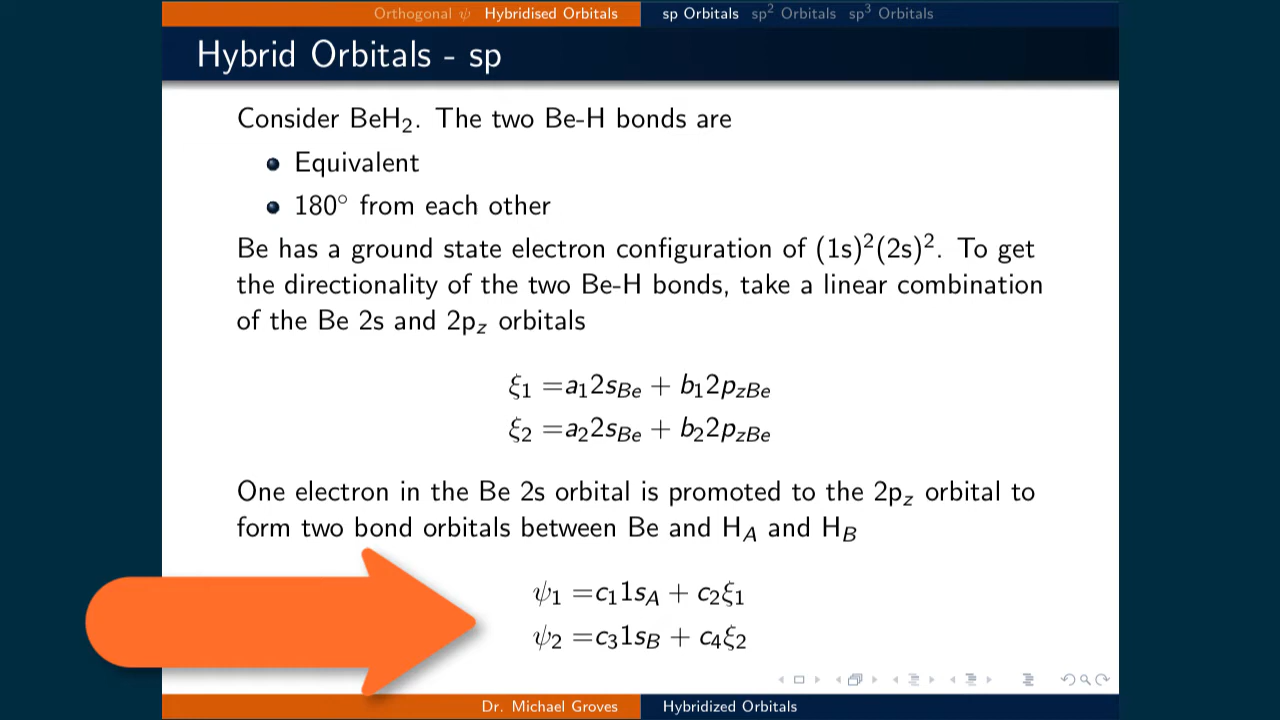 Orthogonal ψ Hybridised Orbitals sp Orbitals sp² Orbitals sp³ Orbitals
Hybrid Orbitals - sp
Consider BeH₂. The two Be-H bonds are
Equivalent
180° from each other
Be has a ground state electron configuration of (1s)²(2s)². To get
the directionality of the two Be-H bonds, take a linear combination
of the Be 2s and 2p_z orbitals
ξ₁ =a₁2s_Be + b₁2p_zBe
ξ₂ =a₂2s_Be + b₂2p_zBe
One electron in the Be 2s orbital is promoted to the 2p_z orbital to
form two bond orbitals between Be and H_A and H_B
ψ₁ =c₁1s_A + c₂ξ₁
ψ₂ =c₃1s_B + c₄ξ₂
Dr. Michael Groves Hybridized Orbitals